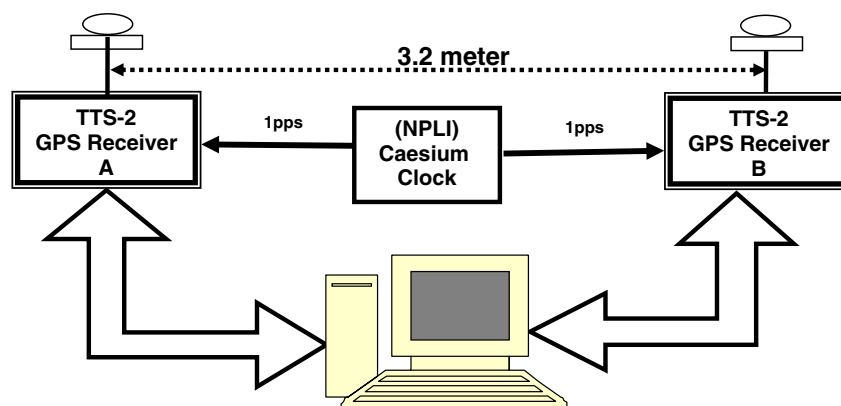 3.2 meter
TTS-2
GPS Receiver
A
1pps
(NPLI)
Caesium
Clock
1pps
TTS-2
GPS Receiver
B